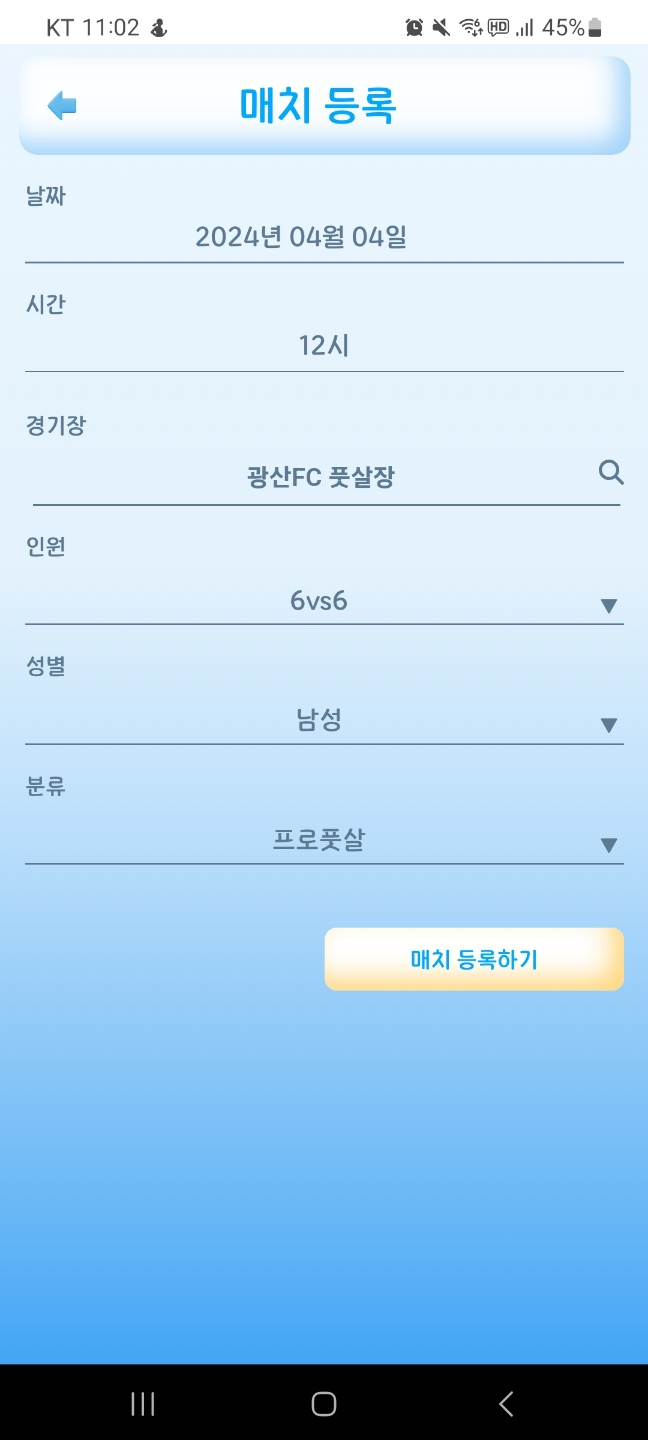 KT 11:02 HD 45%
매치 등록
날짜
2024년 04월 04일
시간
12시
경기장
광산FC 풋살장
인원
6vs6
성별
남성
분류
프로풋살
매치 등록하기